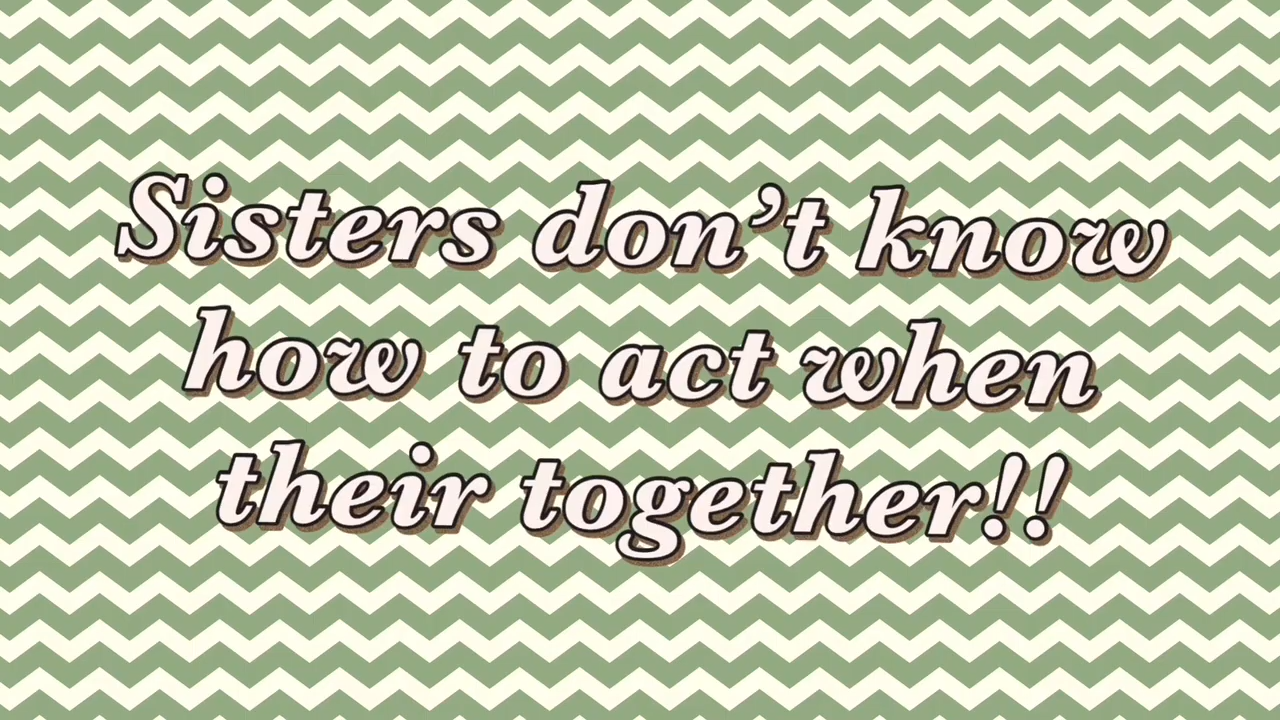 Sisters don’t know
how to act when
their together!!